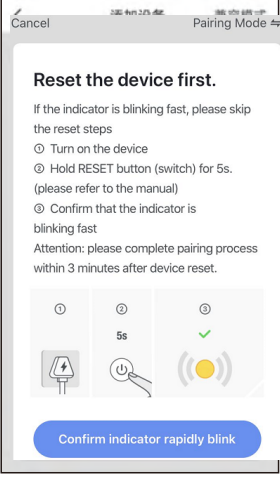 Cancel
Pairing Mode ⇋
Reset the device first.
If the indicator is blinking fast, please skip
the reset steps
① Turn on the device
② Hold RESET button (switch) for 5s.
(please refer to the manual)
③ Confirm that the indicator is
blinking fast
Attention: please complete pairing process
within 3 minutes after device reset.
① ② ③
5s
Confirm indicator rapidly blink